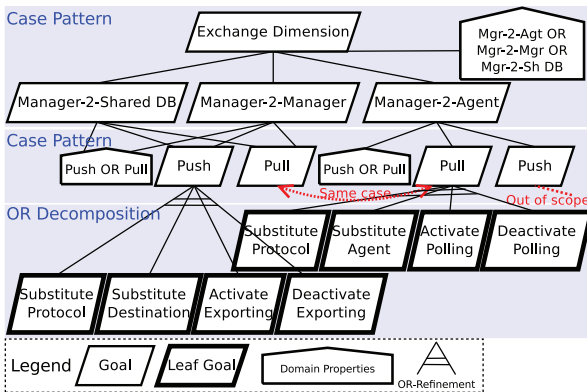 Case Pattern
Exchange Dimension
Mgr-2-Agt OR
Mgr-2-Mgr OR
Mgr-2-Sh DB
Manager-2-Shared DB
Manager-2-Manager
Manager-2-Agent
Case Pattern
Push OR Pull
Push
Pull
Push OR Pull
Pull
Push
Same case
Out of scope
OR Decomposition
Substitute
Protocol
Substitute
Agent
Activate
Polling
Deactivate
Polling
Substitute
Protocol
Substitute
Destination
Activate
Exporting
Deactivate
Exporting
Legend
Goal
Leaf Goal
Domain Properties
OR-Refinement